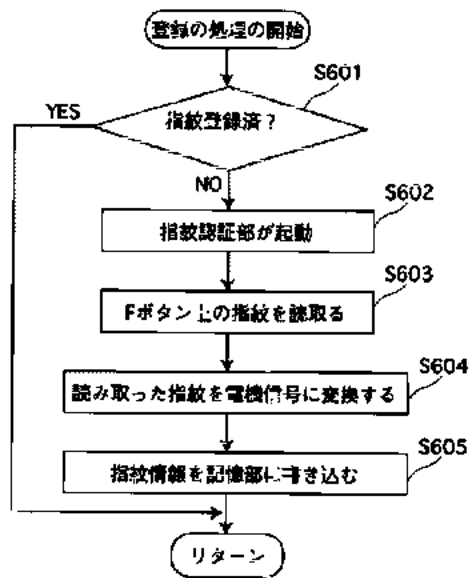 登録の処理の開始
S601
YES
指紋登録済?
NO
S602
指紋認証部が起動
S603
Fボタン上の指紋を読取る
S604
読み取った指紋を電機信号に変換する
S605
指紋情報を記憶部に書き込む
リターン